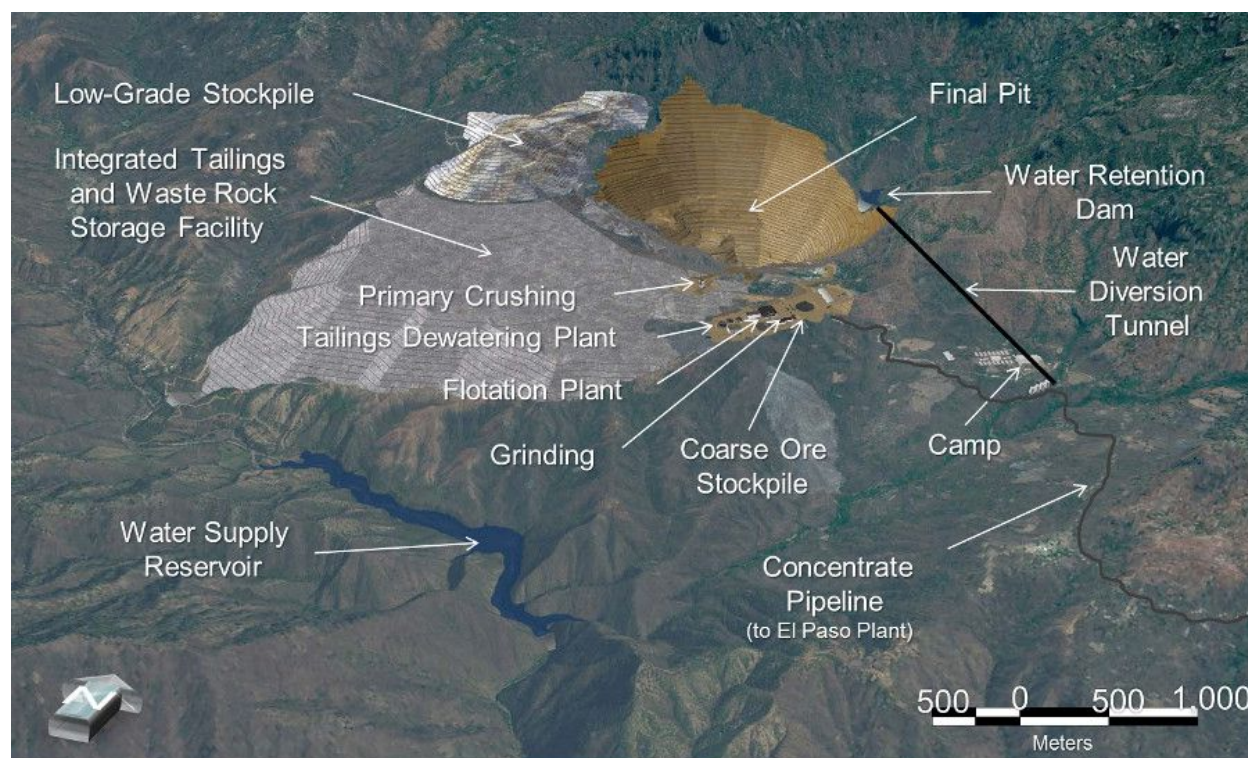 Low-Grade Stockpile
Final Pit
Integrated Tailings
and Waste Rock
Storage Facility
Water Retention
Dam
Water
Diversion
Tunnel
Primary Crushing
Tailings Dewatering Plant
Flotation Plant
Grinding
Coarse Ore
Stockpile
Camp
Water Supply
Reservoir
Concentrate
Pipeline
(to El Paso Plant)
N
500 0 500 1,000
Meters